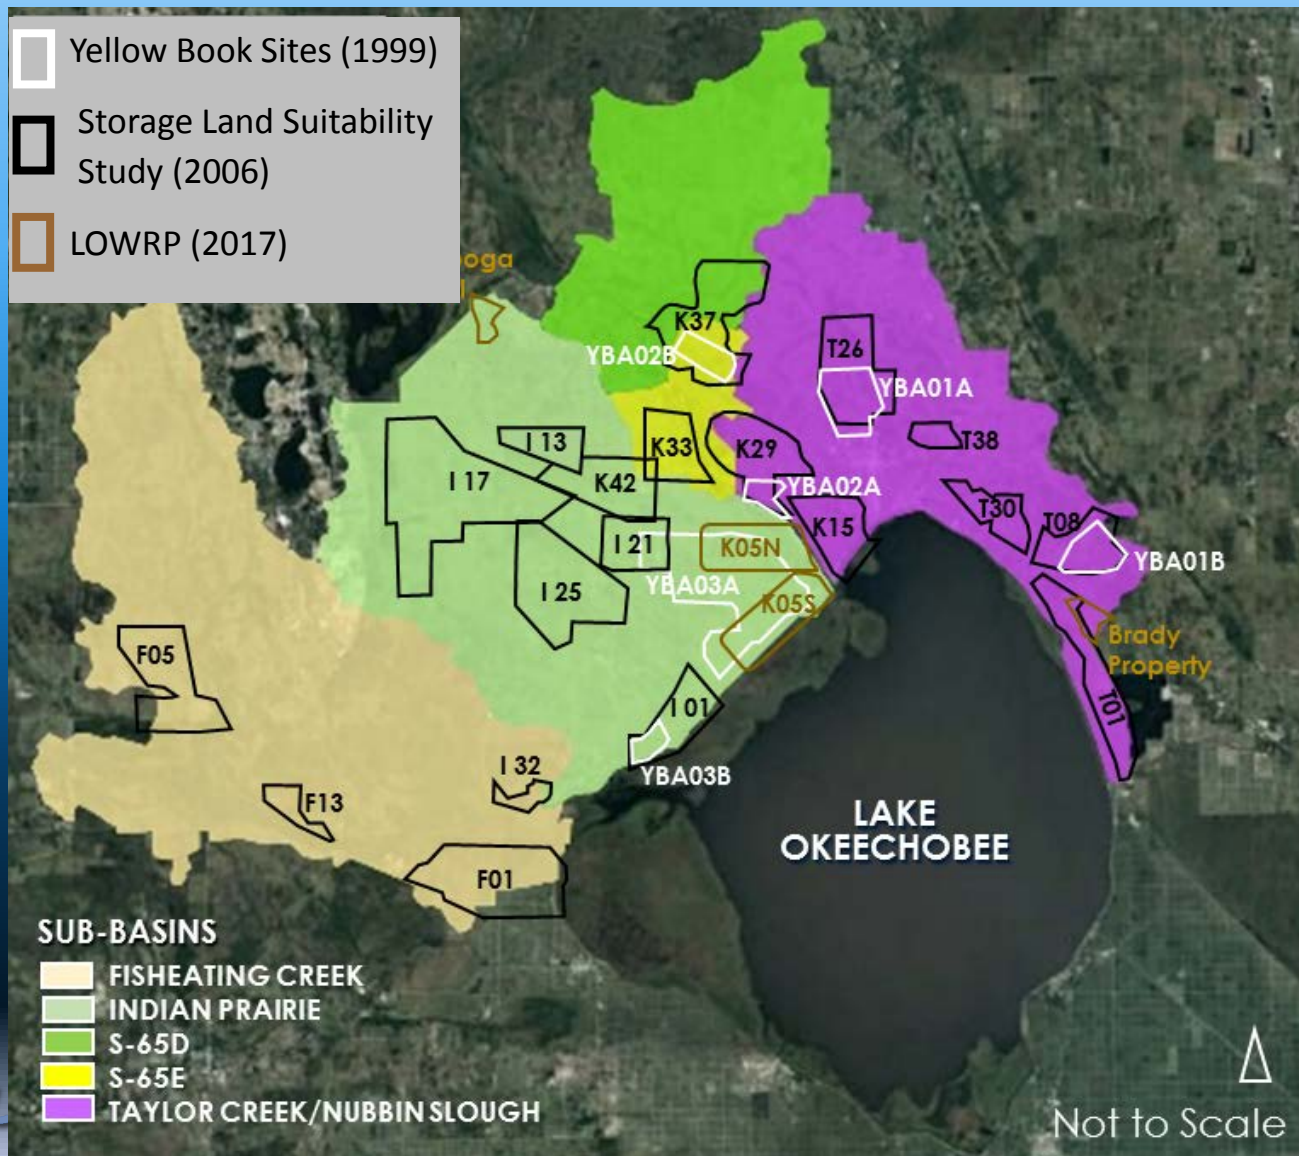 Yellow Book Sites (1999)
Storage Land Suitability
Study (2006)
LOWRP (2017)
K37
YBA02B
T26
YBA01A
I 13
K33
K29
T38
I 17
K42
YBA02A
T30
T08
K15
I 21
K05N
YBA01B
I 25
YBA03A
K05S
Brady
Property
F05
I 01
T01
I 32
YBA03B
F13
LAKE
OKEECHOBEE
F01
SUB-BASINS
FISHEATING CREEK
INDIAN PRAIRIE
S-65D
S-65E
TAYLOR CREEK/NUBBIN SLOUGH
Not to Scale